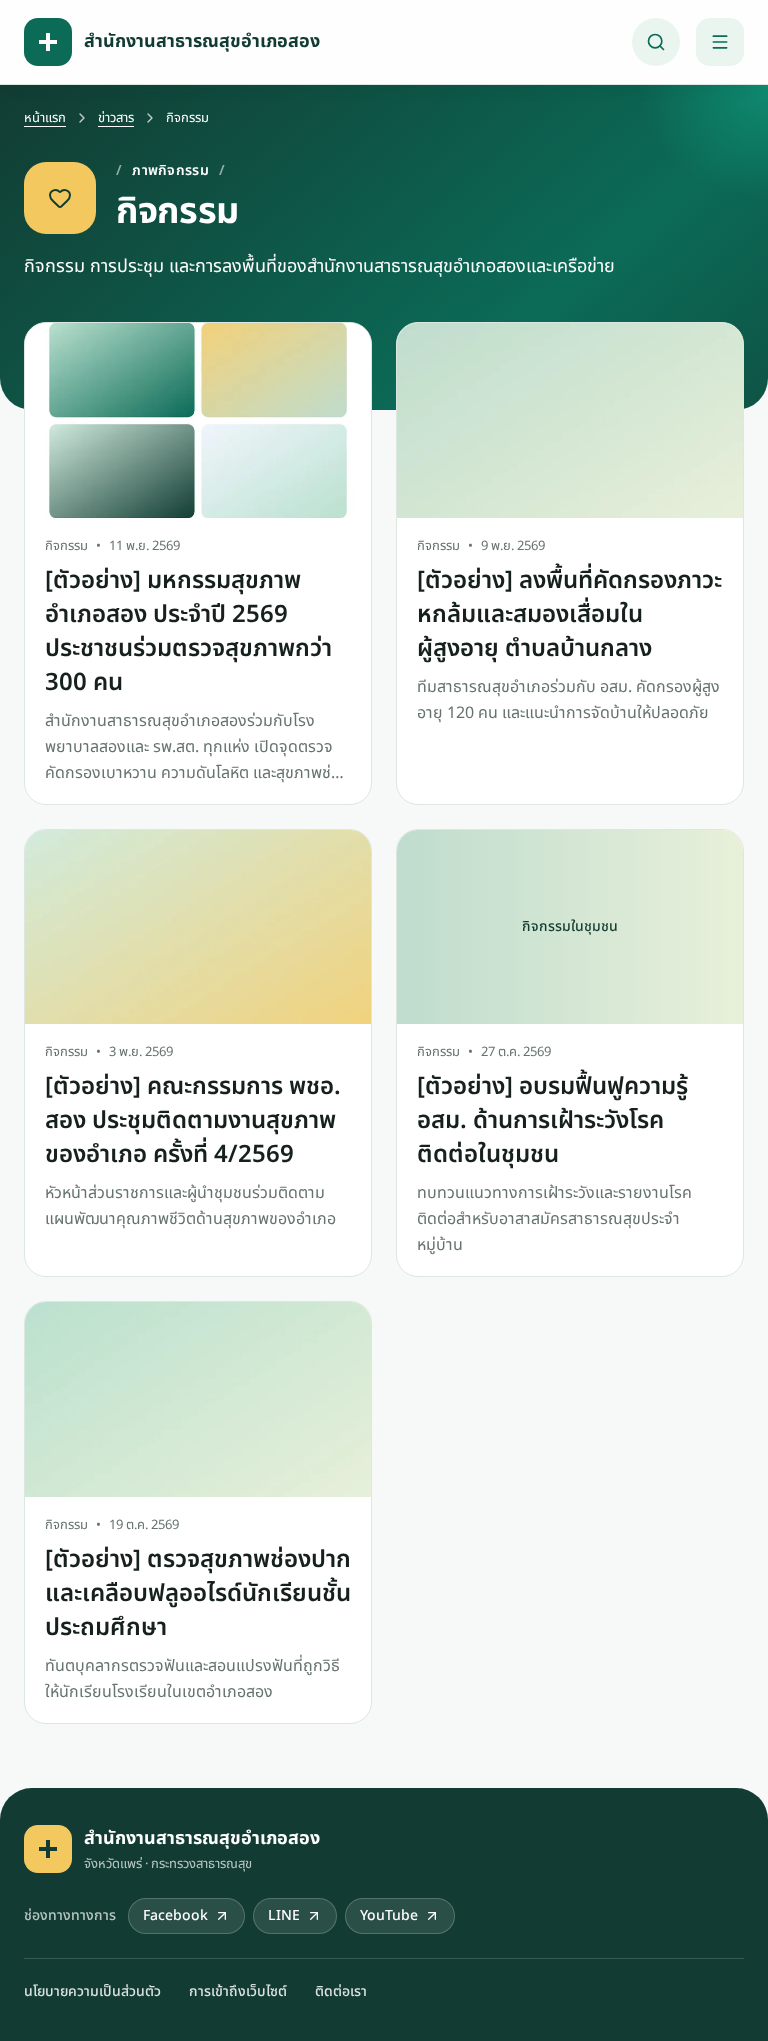 สำนักงานสาธารณสุขอำเภอสอง
หน้าแรก > ข่าวสาร > กิจกรรม
/ ภาพกิจกรรม /
กิจกรรม
กิจกรรม การประชุม และการลงพื้นที่ของสำนักงานสาธารณสุขอำเภอสองและเครือข่าย
กิจกรรม • 11 พ.ย. 2569
[ตัวอย่าง] มหกรรมสุขภาพ
อำเภอสอง ประจำปี 2569
ประชาชนร่วมตรวจสุขภาพกว่า
300 คน
สำนักงานสาธารณสุขอำเภอสองร่วมกับโรง
พยาบาลสองและ รพ.สต. ทุกแห่ง เปิดจุดตรวจ
คัดกรองเบาหวาน ความดันโลหิต และสุขภาพช่...
กิจกรรม • 9 พ.ย. 2569
[ตัวอย่าง] ลงพื้นที่คัดกรองภาวะ
หกล้มและสมองเสื่อมใน
ผู้สูงอายุ ตำบลบ้านกลาง
ทีมสาธารณสุขอำเภอร่วมกับ อสม. คัดกรองผู้สูง
อายุ 120 คน และแนะนำการจัดบ้านให้ปลอดภัย
กิจกรรม • 3 พ.ย. 2569
[ตัวอย่าง] คณะกรรมการ พชอ.
สอง ประชุมติดตามงานสุขภาพ
ของอำเภอ ครั้งที่ 4/2569
หัวหน้าส่วนราชการและผู้นำชุมชนร่วมติดตาม
แผนพัฒนาคุณภาพชีวิตด้านสุขภาพของอำเภอ
กิจกรรมในชุมชน
กิจกรรม • 27 ต.ค. 2569
[ตัวอย่าง] อบรมฟื้นฟูความรู้
อสม. ด้านการเฝ้าระวังโรค
ติดต่อในชุมชน
ทบทวนแนวทางการเฝ้าระวังและรายงานโรค
ติดต่อสำหรับอาสาสมัครสาธารณสุขประจำ
หมู่บ้าน
กิจกรรม • 19 ต.ค. 2569
[ตัวอย่าง] ตรวจสุขภาพช่องปาก
และเคลือบฟลูออไรด์นักเรียนชั้น
ประถมศึกษา
ทันตบุคลากรตรวจฟันและสอนแปรงฟันที่ถูกวิธี
ให้นักเรียนโรงเรียนในเขตอำเภอสอง
สำนักงานสาธารณสุขอำเภอสอง
จังหวัดแพร่ · กระทรวงสาธารณสุข
ช่องทางทางการ Facebook LINE YouTube
นโยบายความเป็นส่วนตัว การเข้าถึงเว็บไซต์ ติดต่อเรา